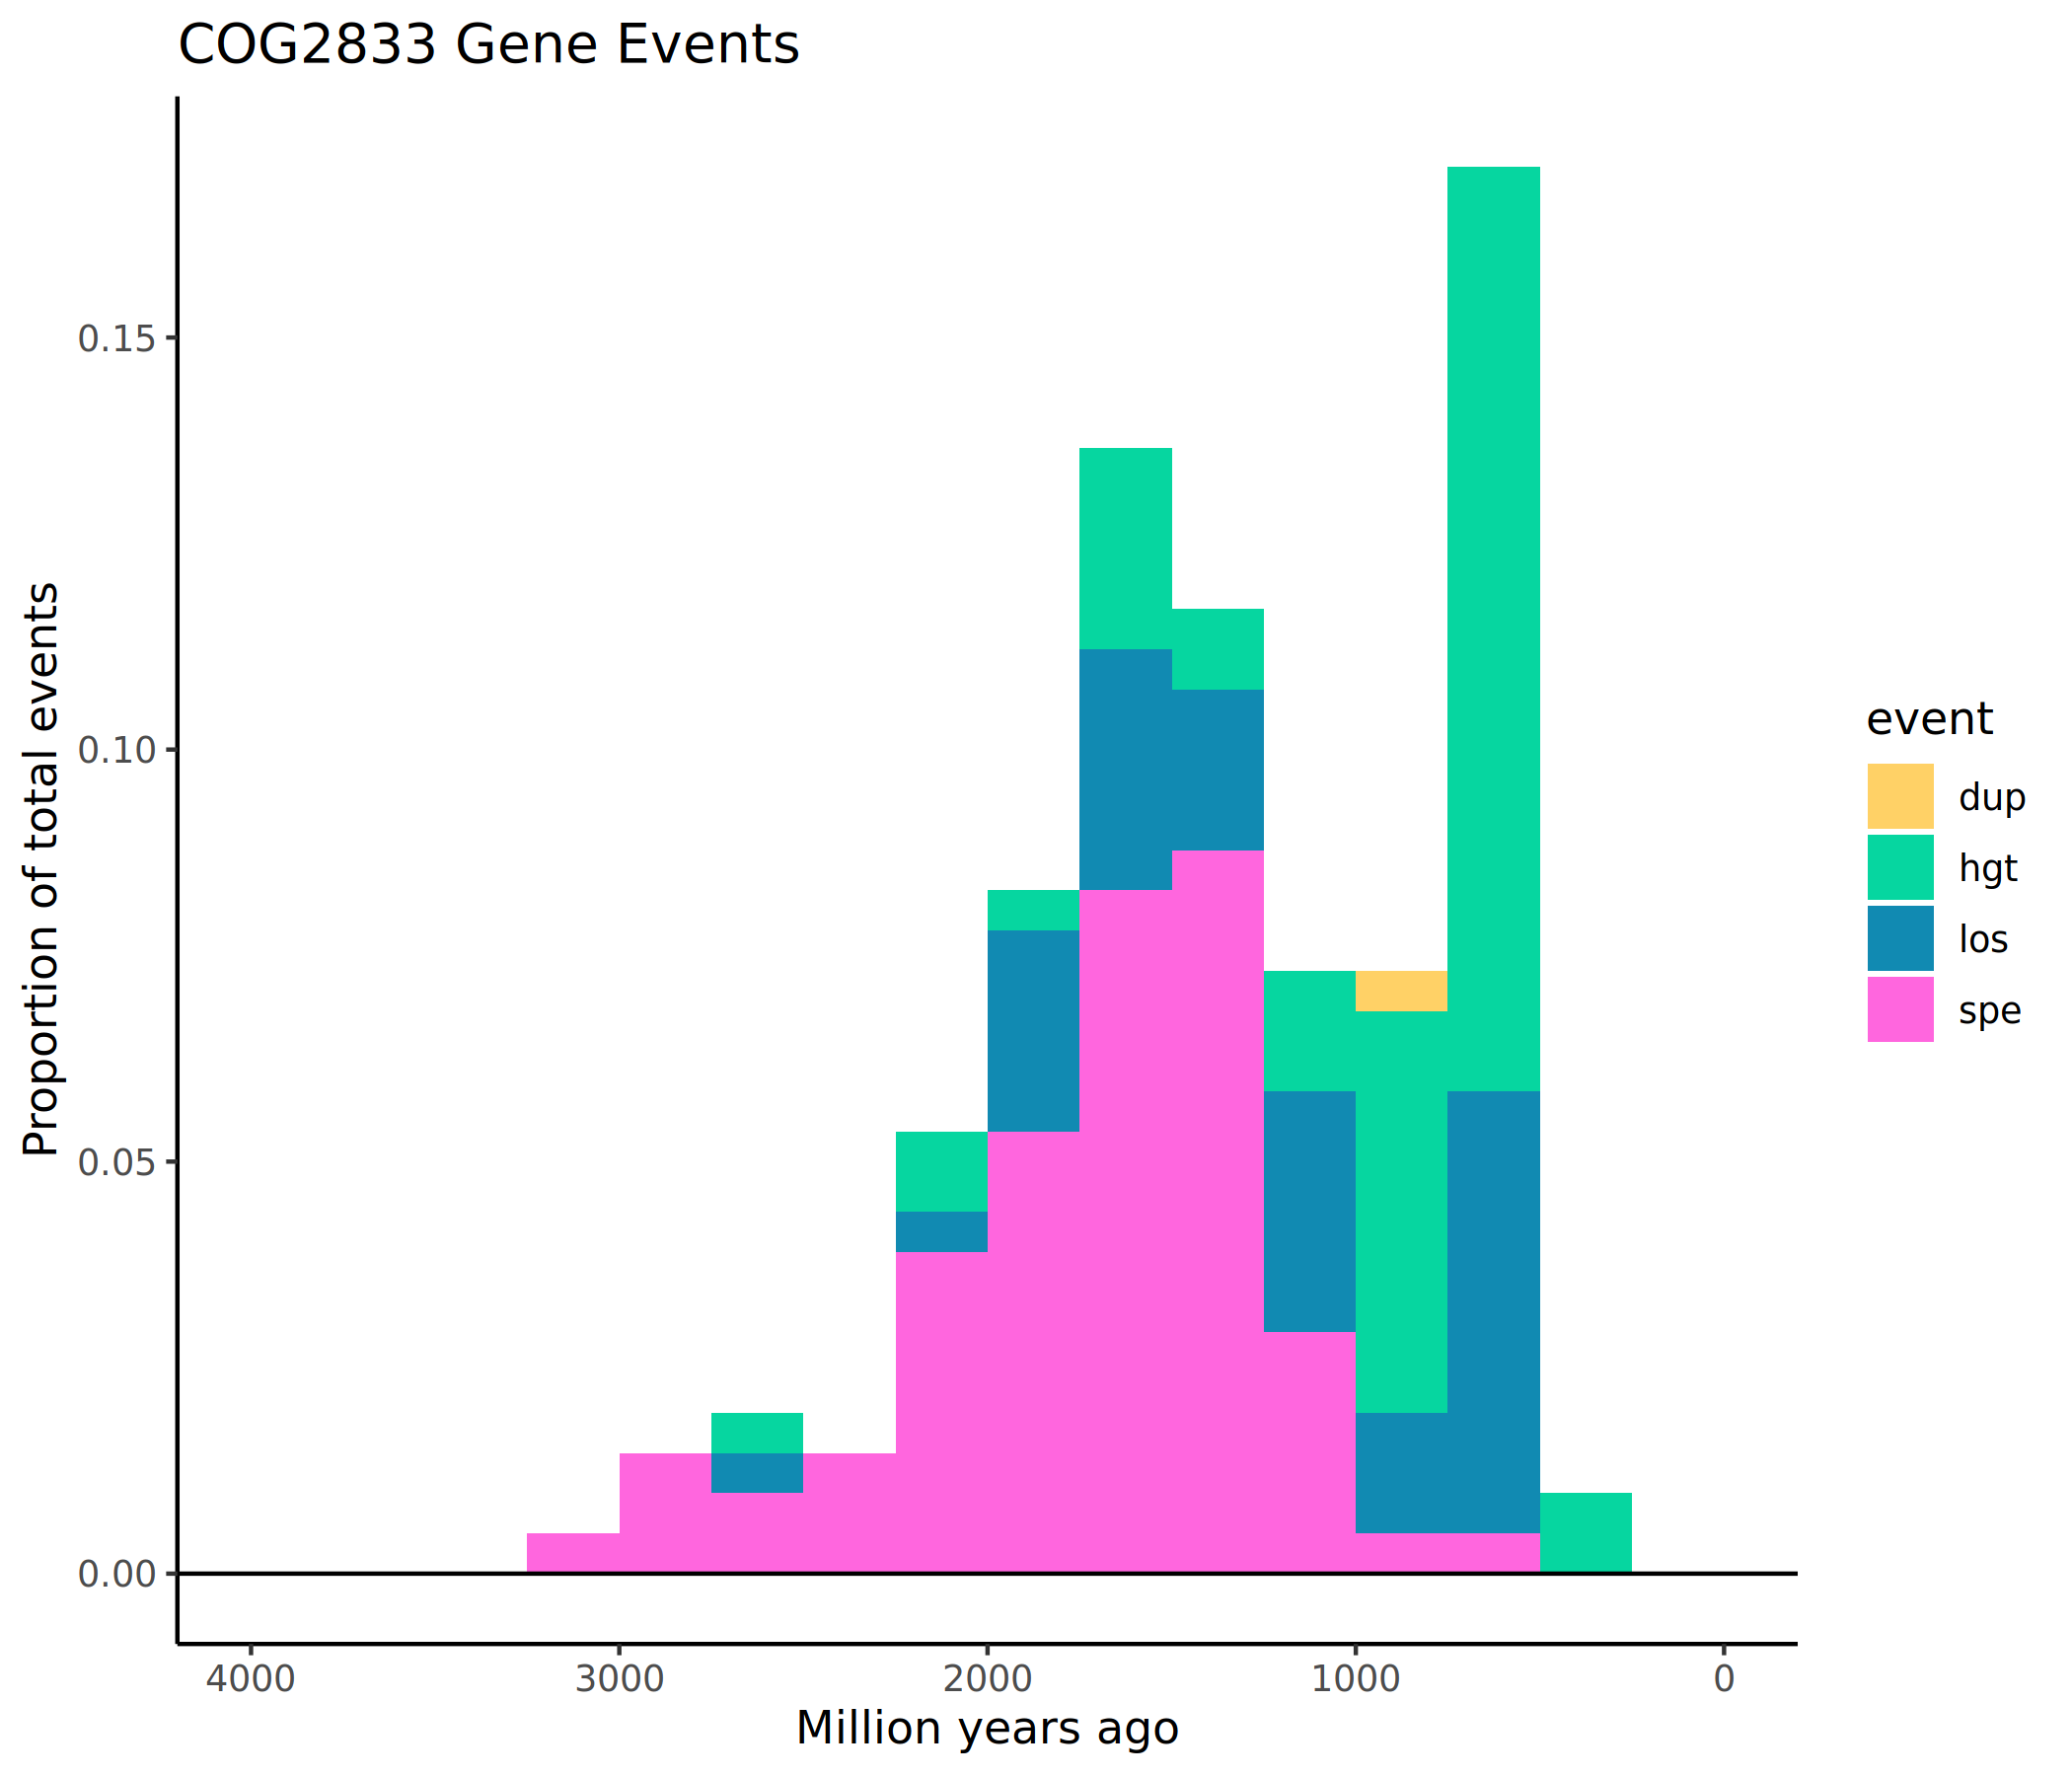 COG2833 Gene Events
Proportion of total events
0.15
0.10
0.05
0.00
4000 3000 2000 1000 0
Million years ago
event
dup
hgt
los
spe